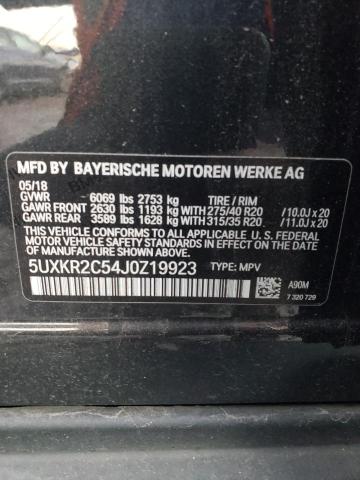 MFD BY BAYERISCHE MOTOREN WERKE AG
05/18
GVWR 6069 lbs 2753 kg TIRE / RIM
GAWR FRONT 2630 lbs 1193 kg WITH 275/40 R20 /10.0J x 20
GAWR REAR 3589 lbs 1628 kg WITH 315/35 R20 /11.0J x 20
THIS VEHICLE CONFORMS TO ALL APPLICABLE U. S. FEDERAL
MOTOR VEHICLE SAFETY STANDARDS IN EFFECT ON THE DATE
OF MANUFACTURE SHOWN ABOVE.
5UXKR2C54J0Z19923 TYPE: MPV
A90M
7 320 729